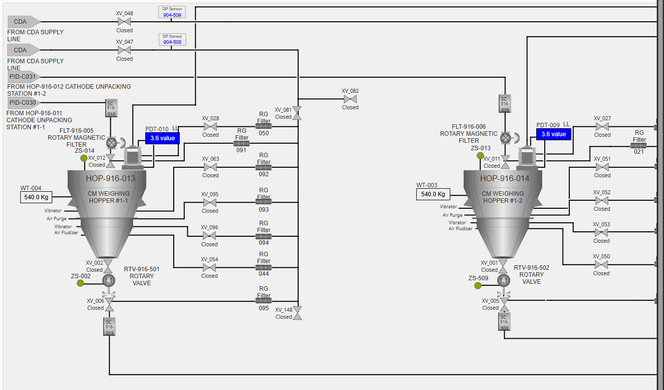 XV_048
Closed
DP Sensor
904-509
CDA
FROM CDA SUPPLY
LINE
XV_047
Closed
DP Sensor
904-508
CDA
FROM CDA SUPPLY
LINE
PID-C031
FROM HOP-916-012 CATHODE UNPACKING
STATION #1-2
PID-C030
FROM HOP-916-011
CATHODE UNPACKING
STATION #1-1
XV_082
Closed
XV_081
Closed
FLT-916-005
ROTARY MAGNETIC
FILTER
ZS-014
XV_012
Closed
PDT-010
LL
3.6 value
XV_028
Closed
RG
Filter
050
RG
Filter
091
XV_063
Closed
RG
Filter
092
HOP-916-013
CM WEIGHING
HOPPER #1-1
WT-004
540.0 Kg
Vibrator
Air Purge
Vibrator
Air Fludizer
XV_095
Closed
RG
Filter
093
XV_096
Closed
RG
Filter
094
XV_054
Closed
RG
Filter
044
XV_002
Closed
RTV-916-501
ROTARY
VALVE
ZS-002
XV_006
Closed
RG
Filter
095
XV_148
Closed
SC
916
FLT-916-006
ROTARY MAGNETIC
FILTER
ZS-013
XV_011
Closed
PDT-009
LL
3.6 value
XV_027
Closed
RG
Filter
021
XV_051
Closed
HOP-916-014
CM WEIGHING
HOPPER #1-2
WT-003
540.0 Kg
Vibrator
Air Purge
Vibrator
Air Fludizer
XV_052
Closed
XV_053
Closed
XV_050
Closed
XV_001
Closed
RTV-916-502
ROTARY
VALVE
ZS-509
XV_005
Closed
SC
916